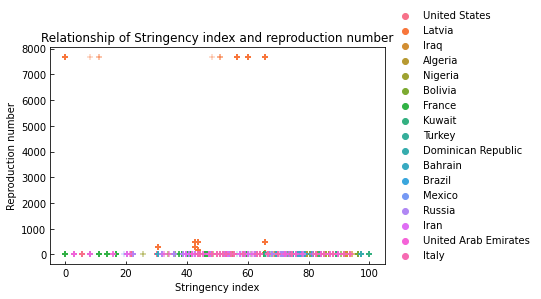 Relationship of Stringency index and reproduction number
Reproduction number
8000
7000
6000
5000
4000
3000
2000
1000
0
0 20 40 60 80 100
Stringency index
United States
Latvia
Iraq
Algeria
Nigeria
Bolivia
France
Kuwait
Turkey
Dominican Republic
Bahrain
Brazil
Mexico
Russia
Iran
United Arab Emirates
Italy